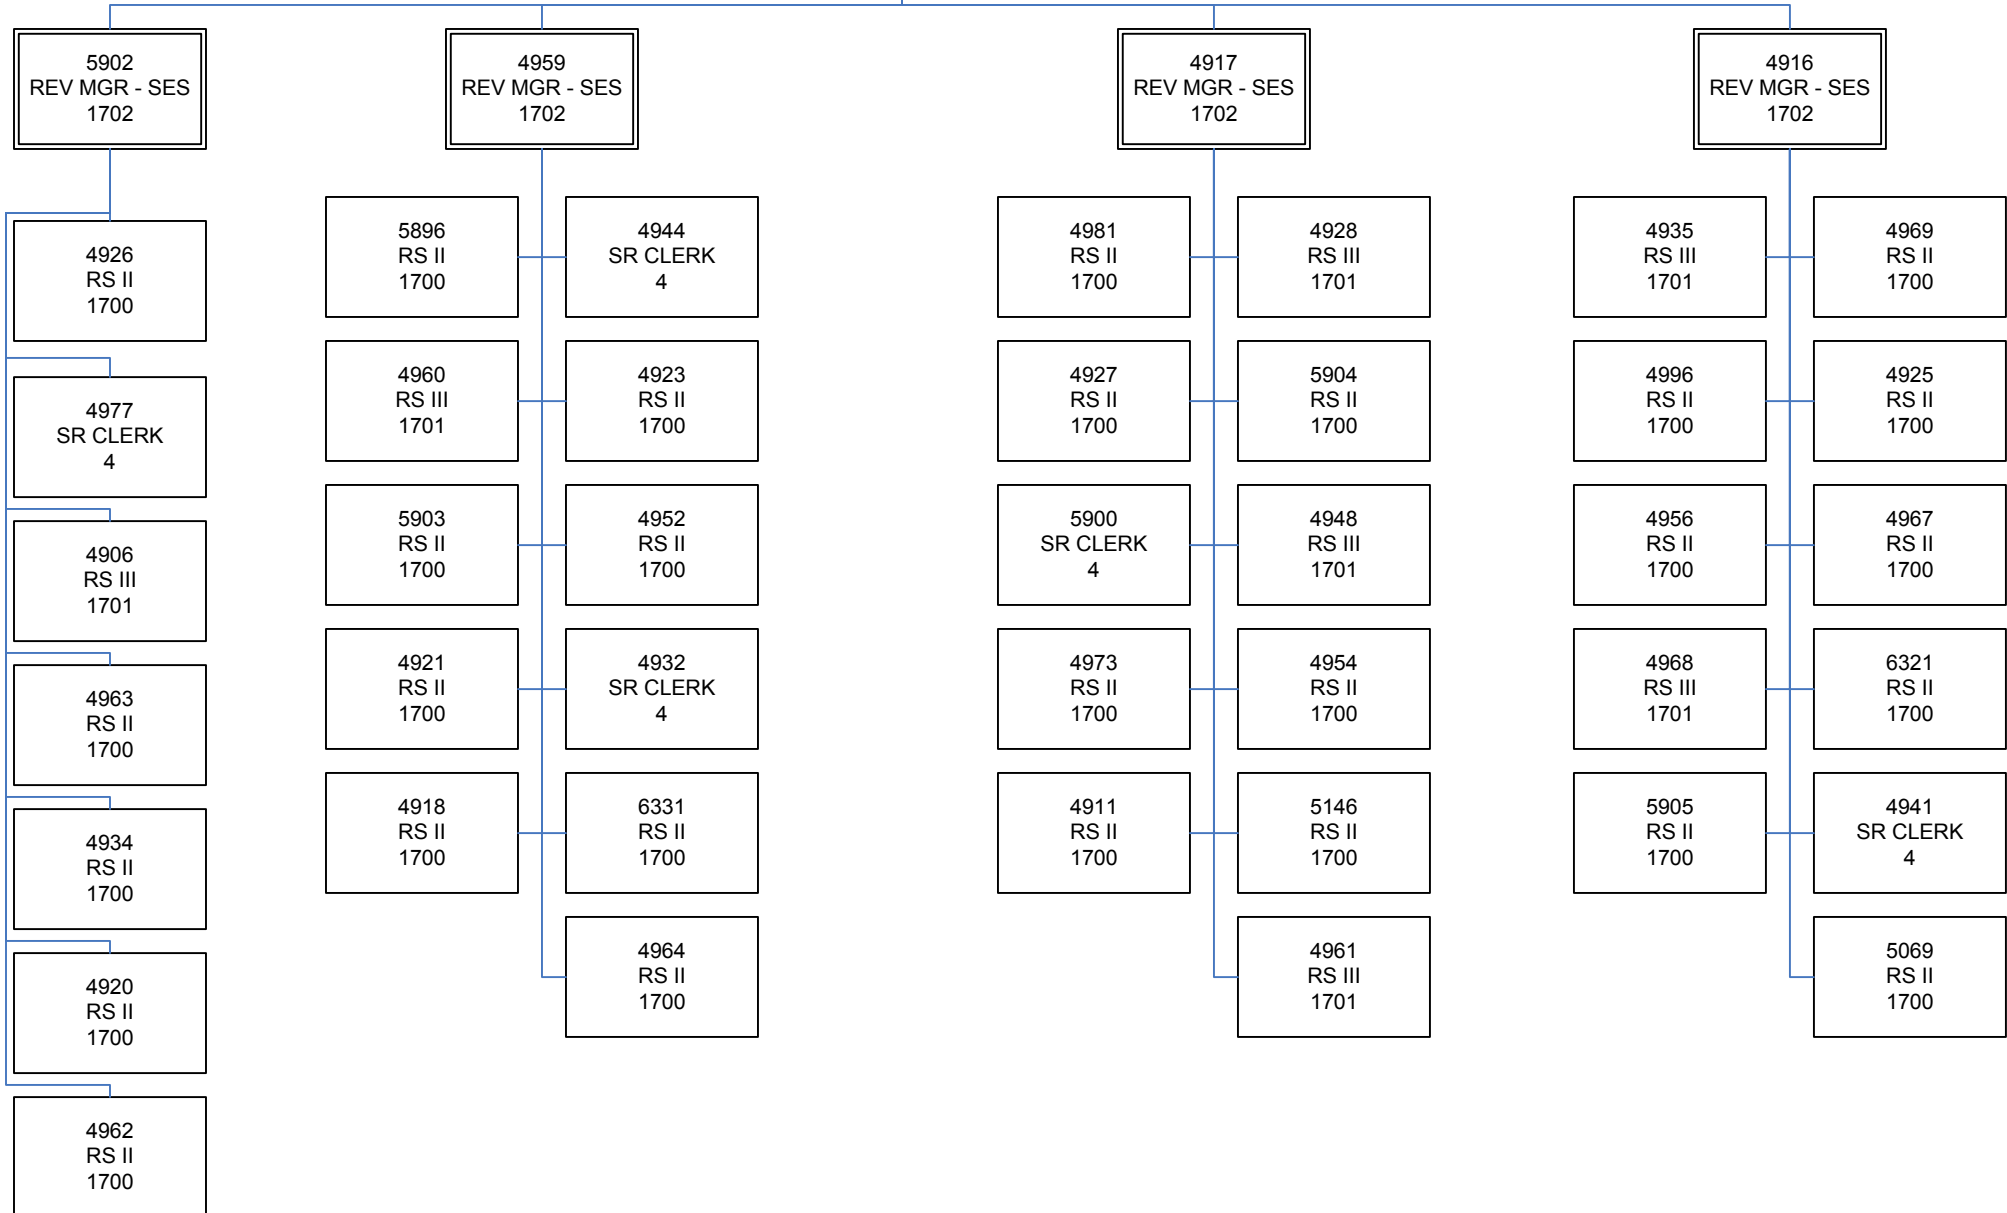 5902
REV MGR - SES
1702
4959
REV MGR - SES
1702
4917
REV MGR - SES
1702
4916
REV MGR - SES
1702
4926
RS II
1700
4977
SR CLERK
4
4906
RS III
1701
4963
RS II
1700
4934
RS II
1700
4920
RS II
1700
4962
RS II
1700
5896
RS II
1700
4944
SR CLERK
4
4960
RS III
1701
4923
RS II
1700
5903
RS II
1700
4952
RS II
1700
4921
RS II
1700
4932
SR CLERK
4
4918
RS II
1700
6331
RS II
1700
4964
RS II
1700
4981
RS II
1700
4928
RS III
1701
4927
RS II
1700
5904
RS II
1700
5900
SR CLERK
4
4948
RS III
1701
4973
RS II
1700
4954
RS II
1700
4911
RS II
1700
5146
RS II
1700
4961
RS III
1701
4935
RS III
1701
4969
RS II
1700
4996
RS II
1700
4925
RS II
1700
4956
RS II
1700
4967
RS II
1700
4968
RS III
1701
6321
RS II
1700
5905
RS II
1700
4941
SR CLERK
4
5069
RS II
1700